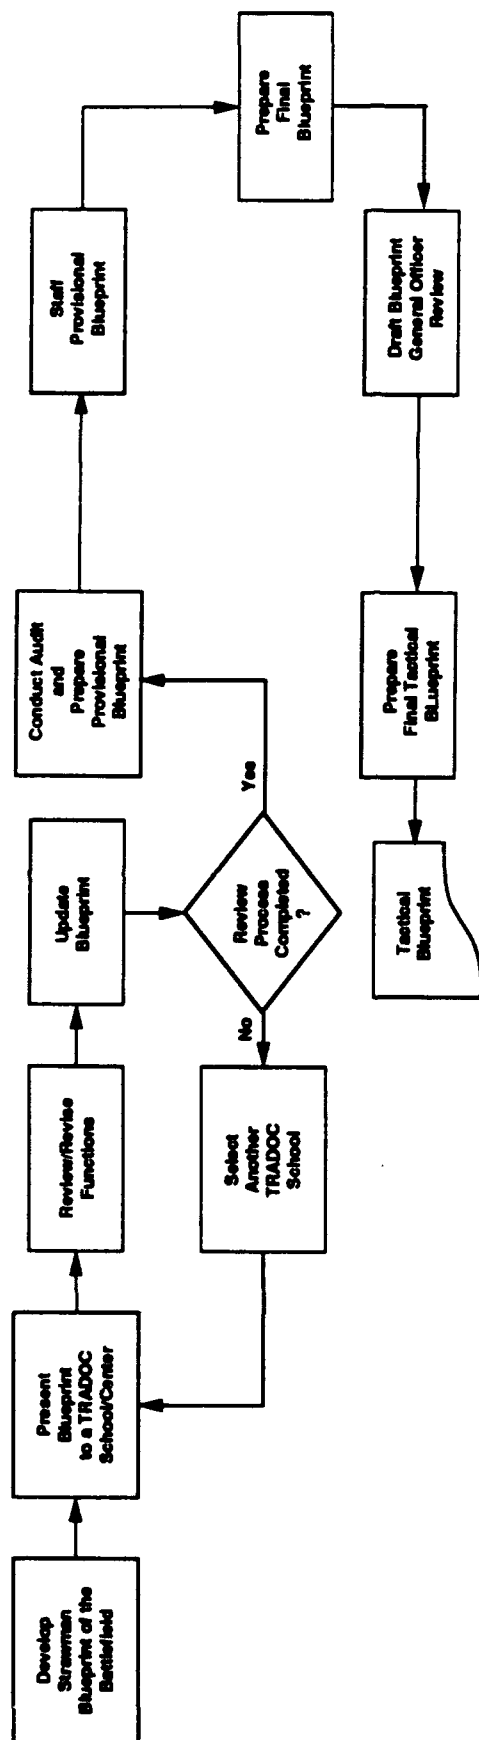 Develop
Strawman
Blueprint of the
Battlefield
Present
Blueprint
to a TRADOC
School/Center
Review/Revise
Functions
Update
Blueprint
Review
Process
Completed
?
No
Select
Another
TRADOC
School
Yes
Conduct Audit
and
Prepare
Provisional
Blueprint
Staff
Provisional
Blueprint
Prepare
Final
Blueprint
Draft Blueprint
General Officer
Review
Prepare
Final Tactical
BLueprint
Tactical
Blueprint